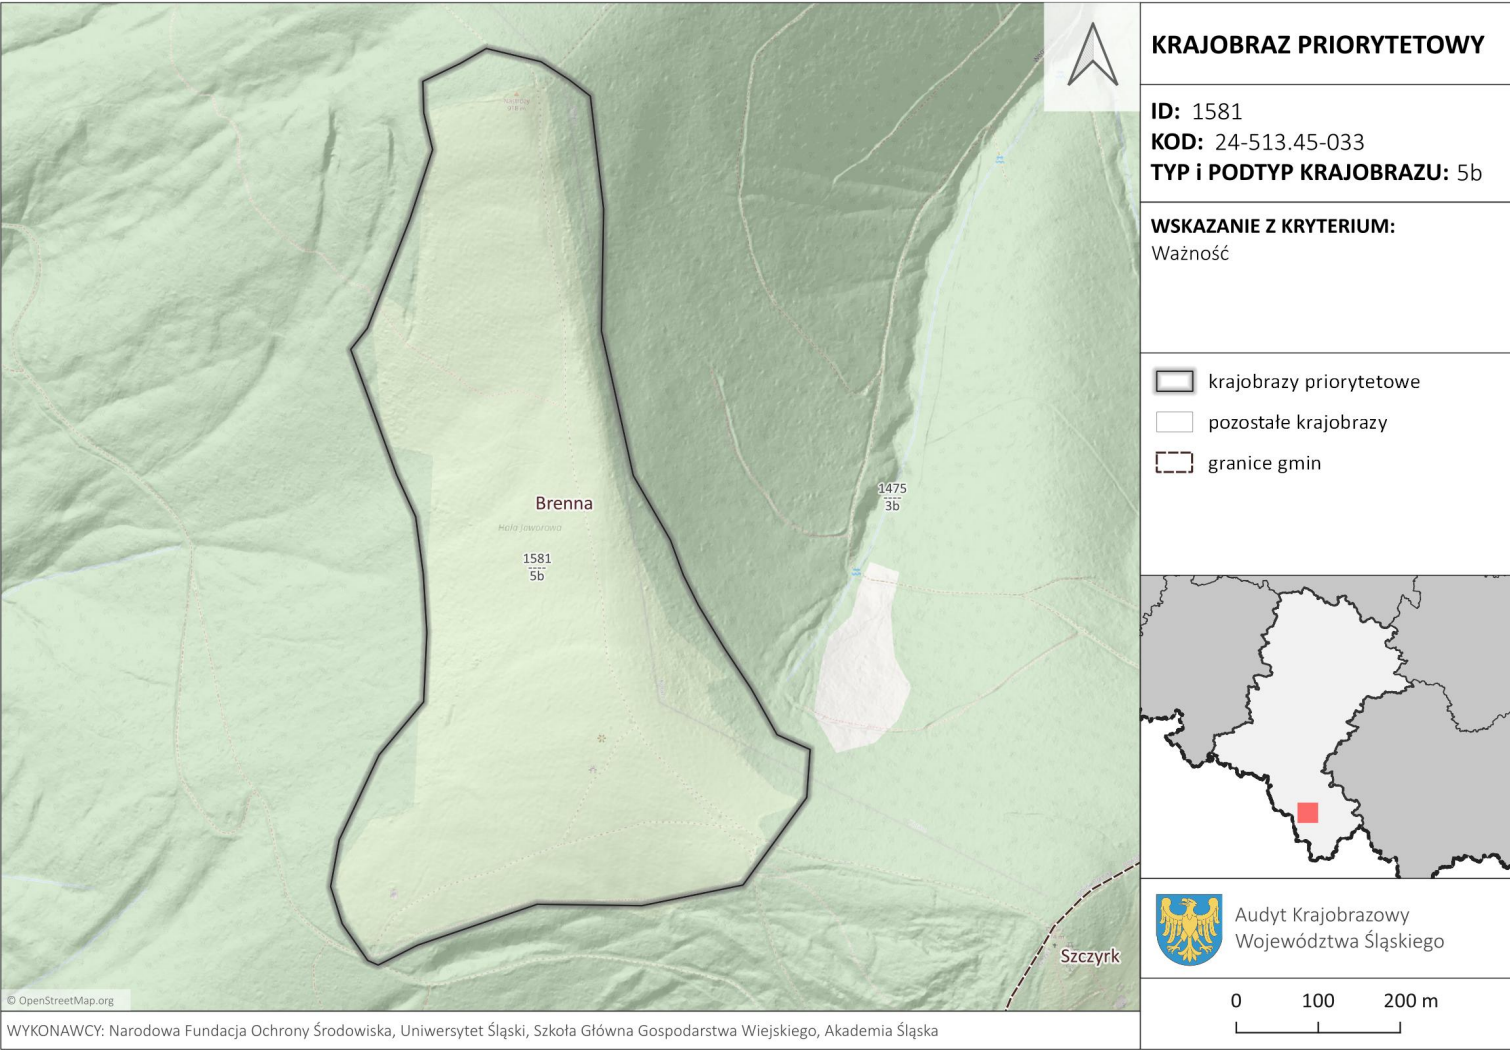 KRAJOBRAZ PRIORYTETOWY
ID: 1581
KOD: 24-513.45-033
TYP i PODTYP KRAJOBRAZU: 5b
WSKAZANIE Z KRYTERIUM:
Ważność
krajobrazy priorytetowe
pozostałe krajobrazy
granice gmin
Brenna
Hala Jaworowa
1581
5b
1475
3b
Szczyrk
© OpenStreetMap.org
Audyt Krajobrazowy
Województwa Śląskiego
0 100 200 m
WYKONAWCY: Narodowa Fundacja Ochrony Środowiska, Uniwersytet Śląski, Szkoła Główna Gospodarstwa Wiejskiego, Akademia Śląska